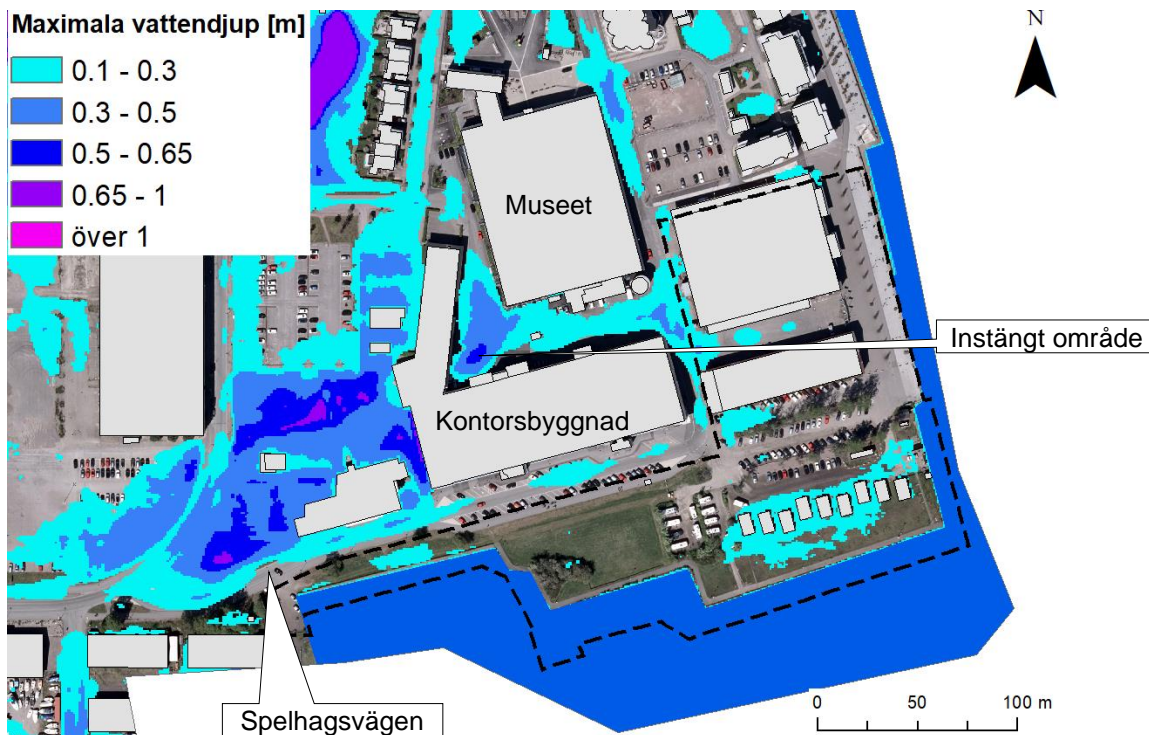 Maximala vattendjup [m]
0.1 - 0.3
0.3 - 0.5
0.5 - 0.65
0.65 - 1
över 1
N
Museet
Instängt område
Kontorsbyggnad
Spelhagsvägen
0 50 100 m